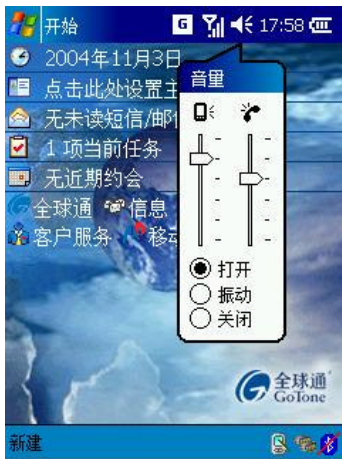 开始 G 17:58
2004年11月3日
点击此处设置主
无未读短信/邮
1 项当前任务
无近期约会
全球通 信息
客户服务 移动
音量
打开
振动
关闭
全球通
GoTone
新建